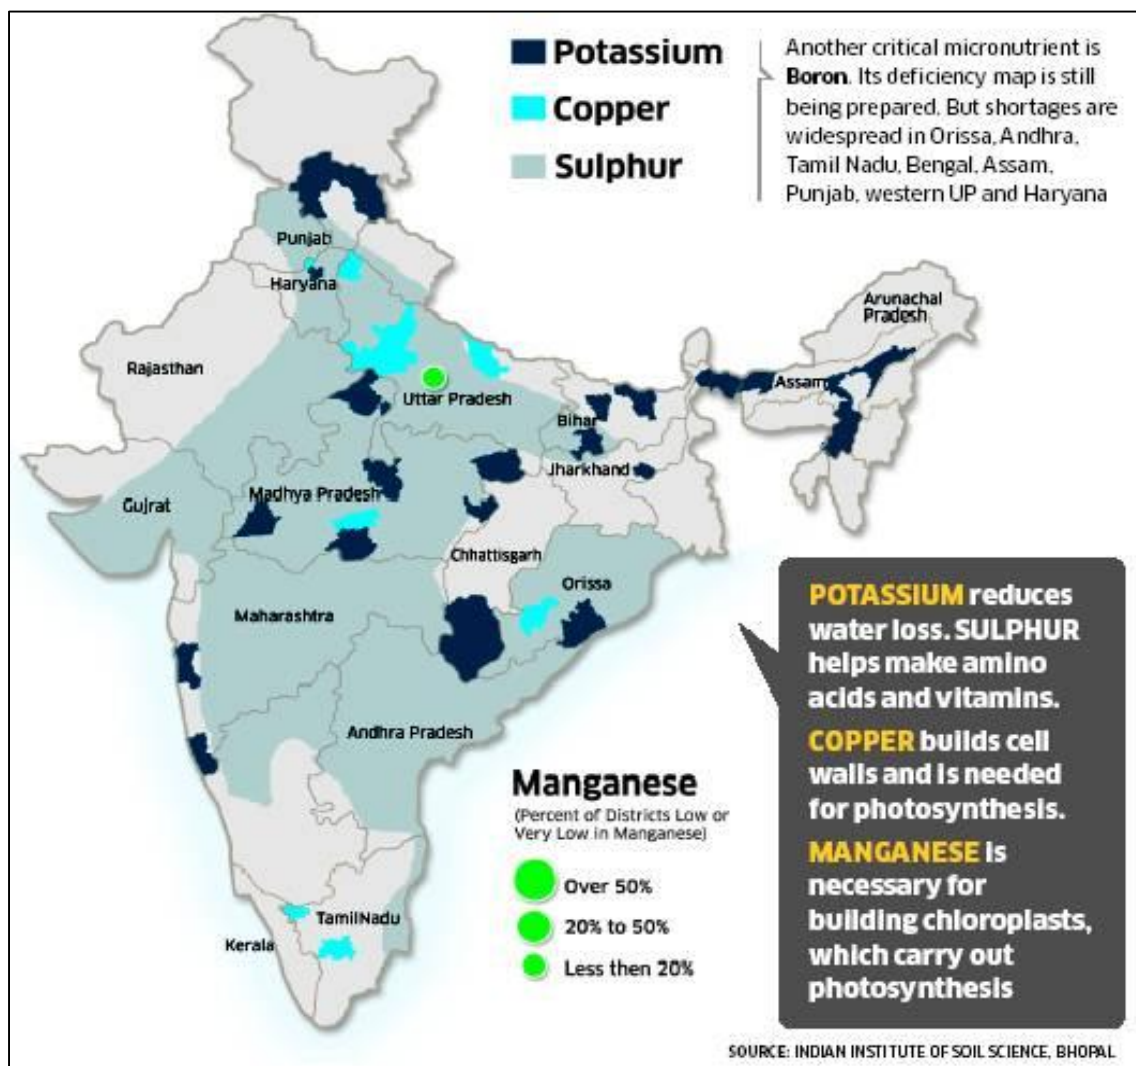 Potassium
Copper
Sulphur
Another critical micronutrient is
Boron. Its deficiency map is still
being prepared. But shortages are
widespread in Orissa, Andhra,
Tamil Nadu, Bengal, Assam,
Punjab, western UP and Haryana
Punjab
Haryana
Rajasthan
Uttar Pradesh
Arunachal
Pradesh
Assam
Bihar
Jharkhand
Gujrat
Madhya Pradesh
Chhattisgarh
Orissa
Maharashtra
Andhra Pradesh
TamilNadu
Kerala
Manganese
(Percent of Districts Low or
Very Low in Manganese)
Over 50%
20% to 50%
Less then 20%
POTASSIUM reduces
water loss. SULPHUR
helps make amino
acids and vitamins.
COPPER builds cell
walls and is needed
for photosynthesis.
MANGANESE is
necessary for
building chloroplasts,
which carry out
photosynthesis
SOURCE: INDIAN INSTITUTE OF SOIL SCIENCE, BHOPAL